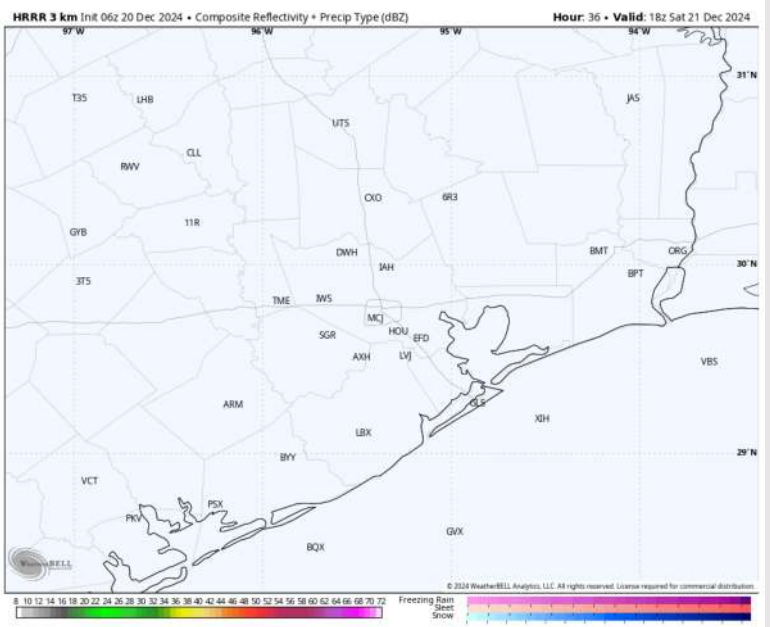 HRRR 3 km Init 06z 20 Dec 2024 • Composite Reflectivity + Precip Type (dBZ)
Hour: 36 • Valid: 18z Sat 21 Dec 2024
97°W 96°W 95°W 94°W
31°N
T35 LHB JAS
UTS
CLL
RWV
CXO 6R3
11R
GYB
DWH BMT ORG
IAH 30°N
3T5 BPT
TME IWS
MCJ
SGR HOU EFD
AXH LVJ VBS
ARM GLS
XIH
LBX
BYY 29°N
VCT
PSX
PKV
GVX
BQX
WeatherBELL
© 2024 WeatherBELL Analytics, LLC. All rights reserved. License required for commercial distribution.
8 10 12 14 16 18 20 22 24 26 28 30 32 34 36 38 40 42 44 46 48 50 52 54 56 58 60 62 64 66 68 70 72
Freezing Rain
Sleet
Snow